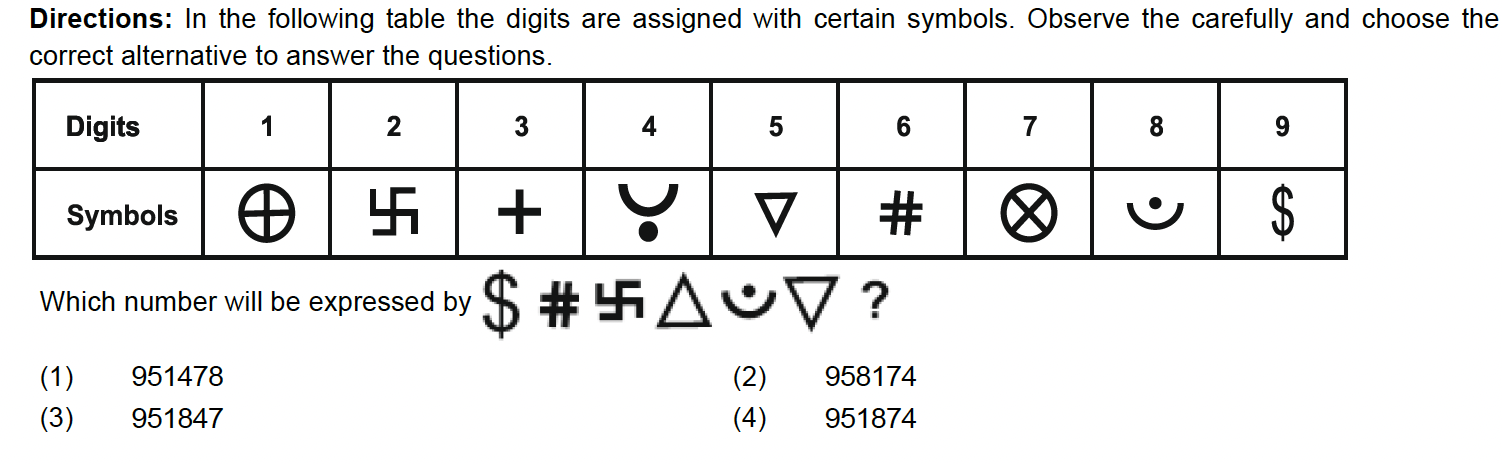 Directions: In the following table the digits are assigned with certain symbols. Observe the carefully and choose the
correct alternative to answer the questions.
Digits 1 2 3 4 5 6 7 8 9
Symbols ⊕ 卐 + ▽ # ⊗ $
Which number will be expressed by $ # 卐 △ ▽ ?
(1) 951478 (2) 958174
(3) 951847 (4) 951874